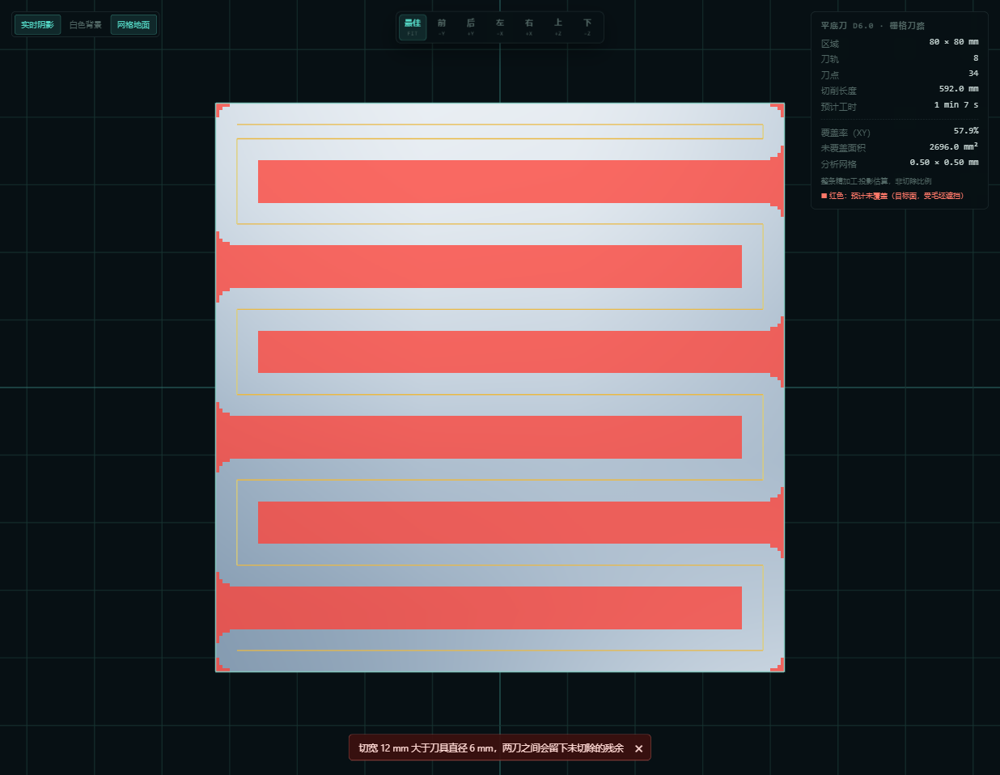 实时阴影 白色背景 网格地面
最佳 前 后 左 右 上 下
FIT -Y +Y -X +X +Z -Z
平底刀 D6.0 · 栅格刀路
区域 80 × 80 mm
刀轨 8
刀点 34
切削长度 592.0 mm
预计工时 1 min 7 s
覆盖率 (XY) 57.9%
未覆盖面积 2696.0 mm²
分析网格 0.50 × 0.50 mm
整条精加工·投影估算，非切除比例
红色：预计未覆盖（目标面，受毛坯遮挡）
切宽 12 mm 大于刀具直径 6 mm，两刀之间会留下未切除的残余 ×